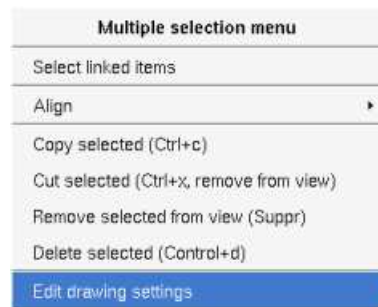 Multiple selection menu
Select linked items
Align
Copy selected (Ctrl+c)
Cut selected (Ctrl+x, remove from view)
Remove selected from view (Suppr)
Delete selected (Control+d)
Edit drawing settings